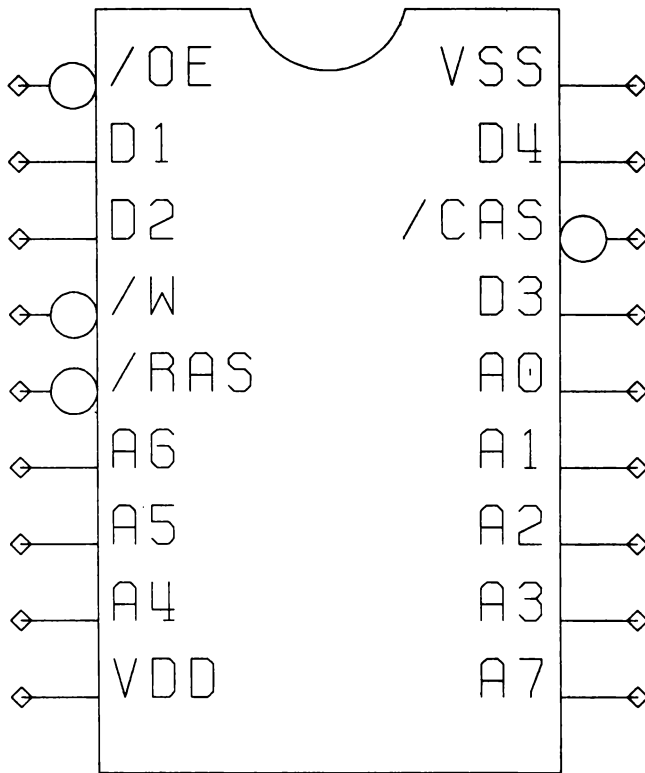 /OE VSS
D1 D4
D2 /CAS
/W D3
/RAS A0
A6 A1
A5 A2
A4 A3
VDD A7